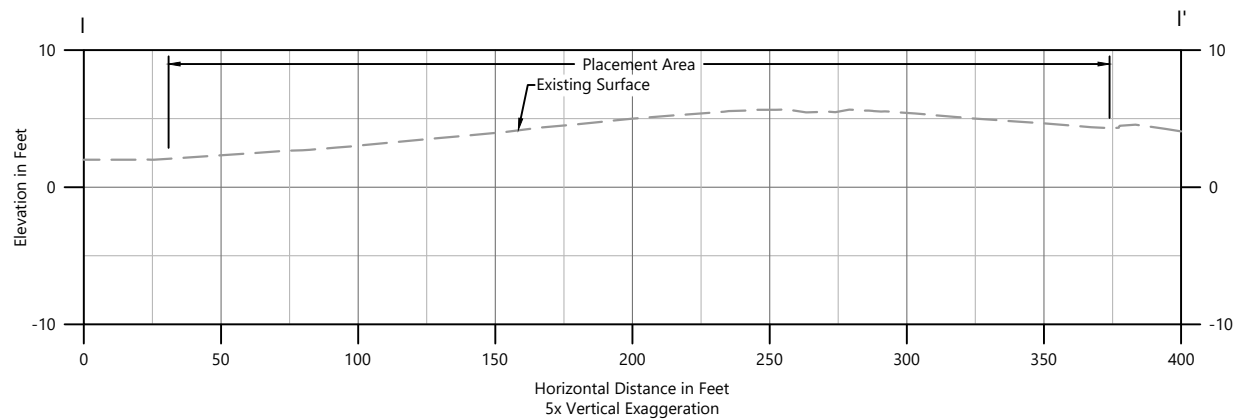 I
I'
10
10
Placement Area
Existing Surface
0
0
Elevation in Feet
-10
-10
0
50
100
150
200
250
300
350
400
Horizontal Distance in Feet
5x Vertical Exaggeration